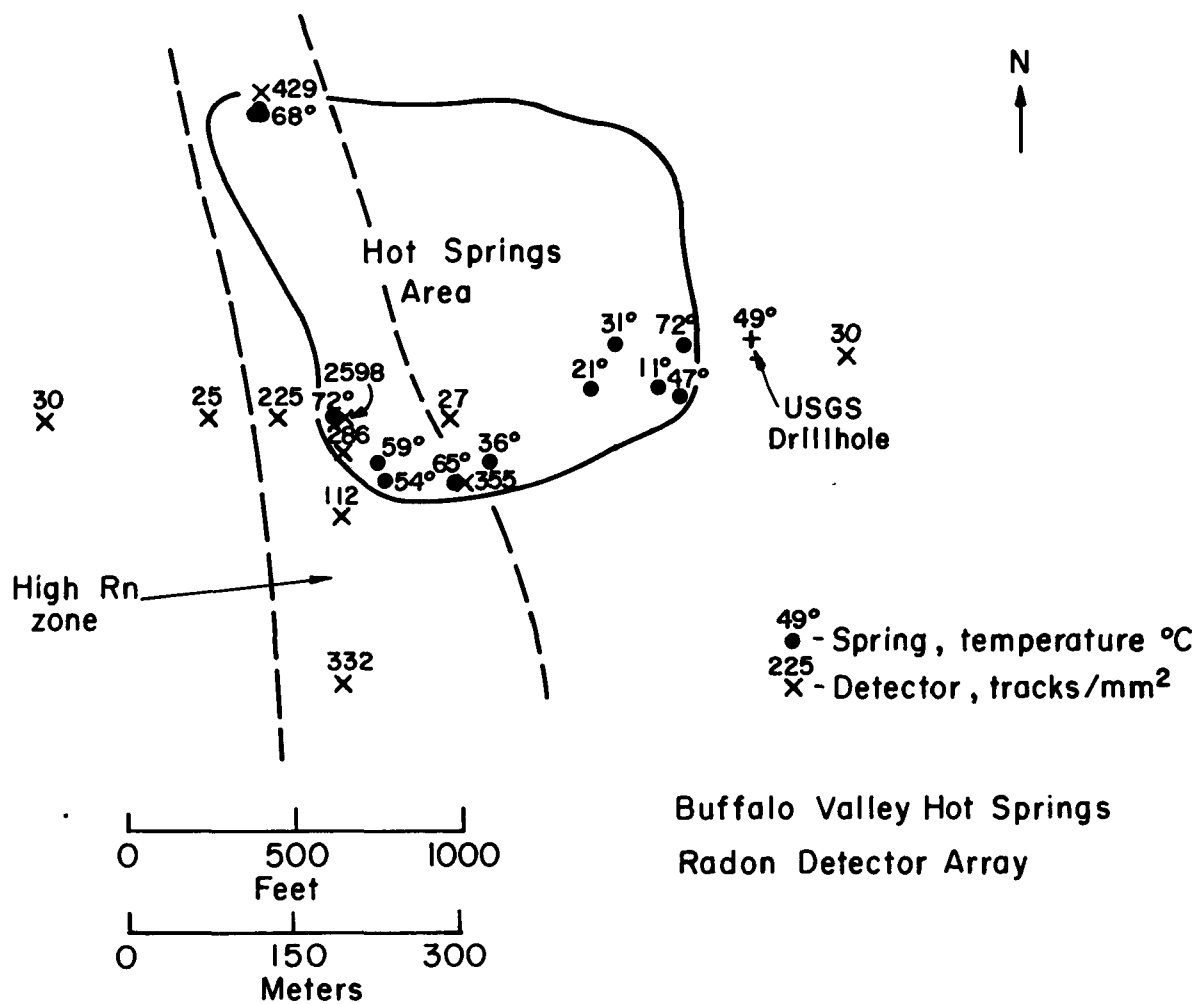 N
429
68°
Hot Springs
Area
31°
72°
49°
30
2598
21°
11°
47°
30
25
225
72°
27
286
USGS
Drillhole
59°
65°
36°
54°
355
112
High Rn
zone
332
49°
- Spring, temperature °C
225
- Detector, tracks/mm²
0 500 1000
Feet
0 150 300
Meters
Buffalo Valley Hot Springs
Radon Detector Array